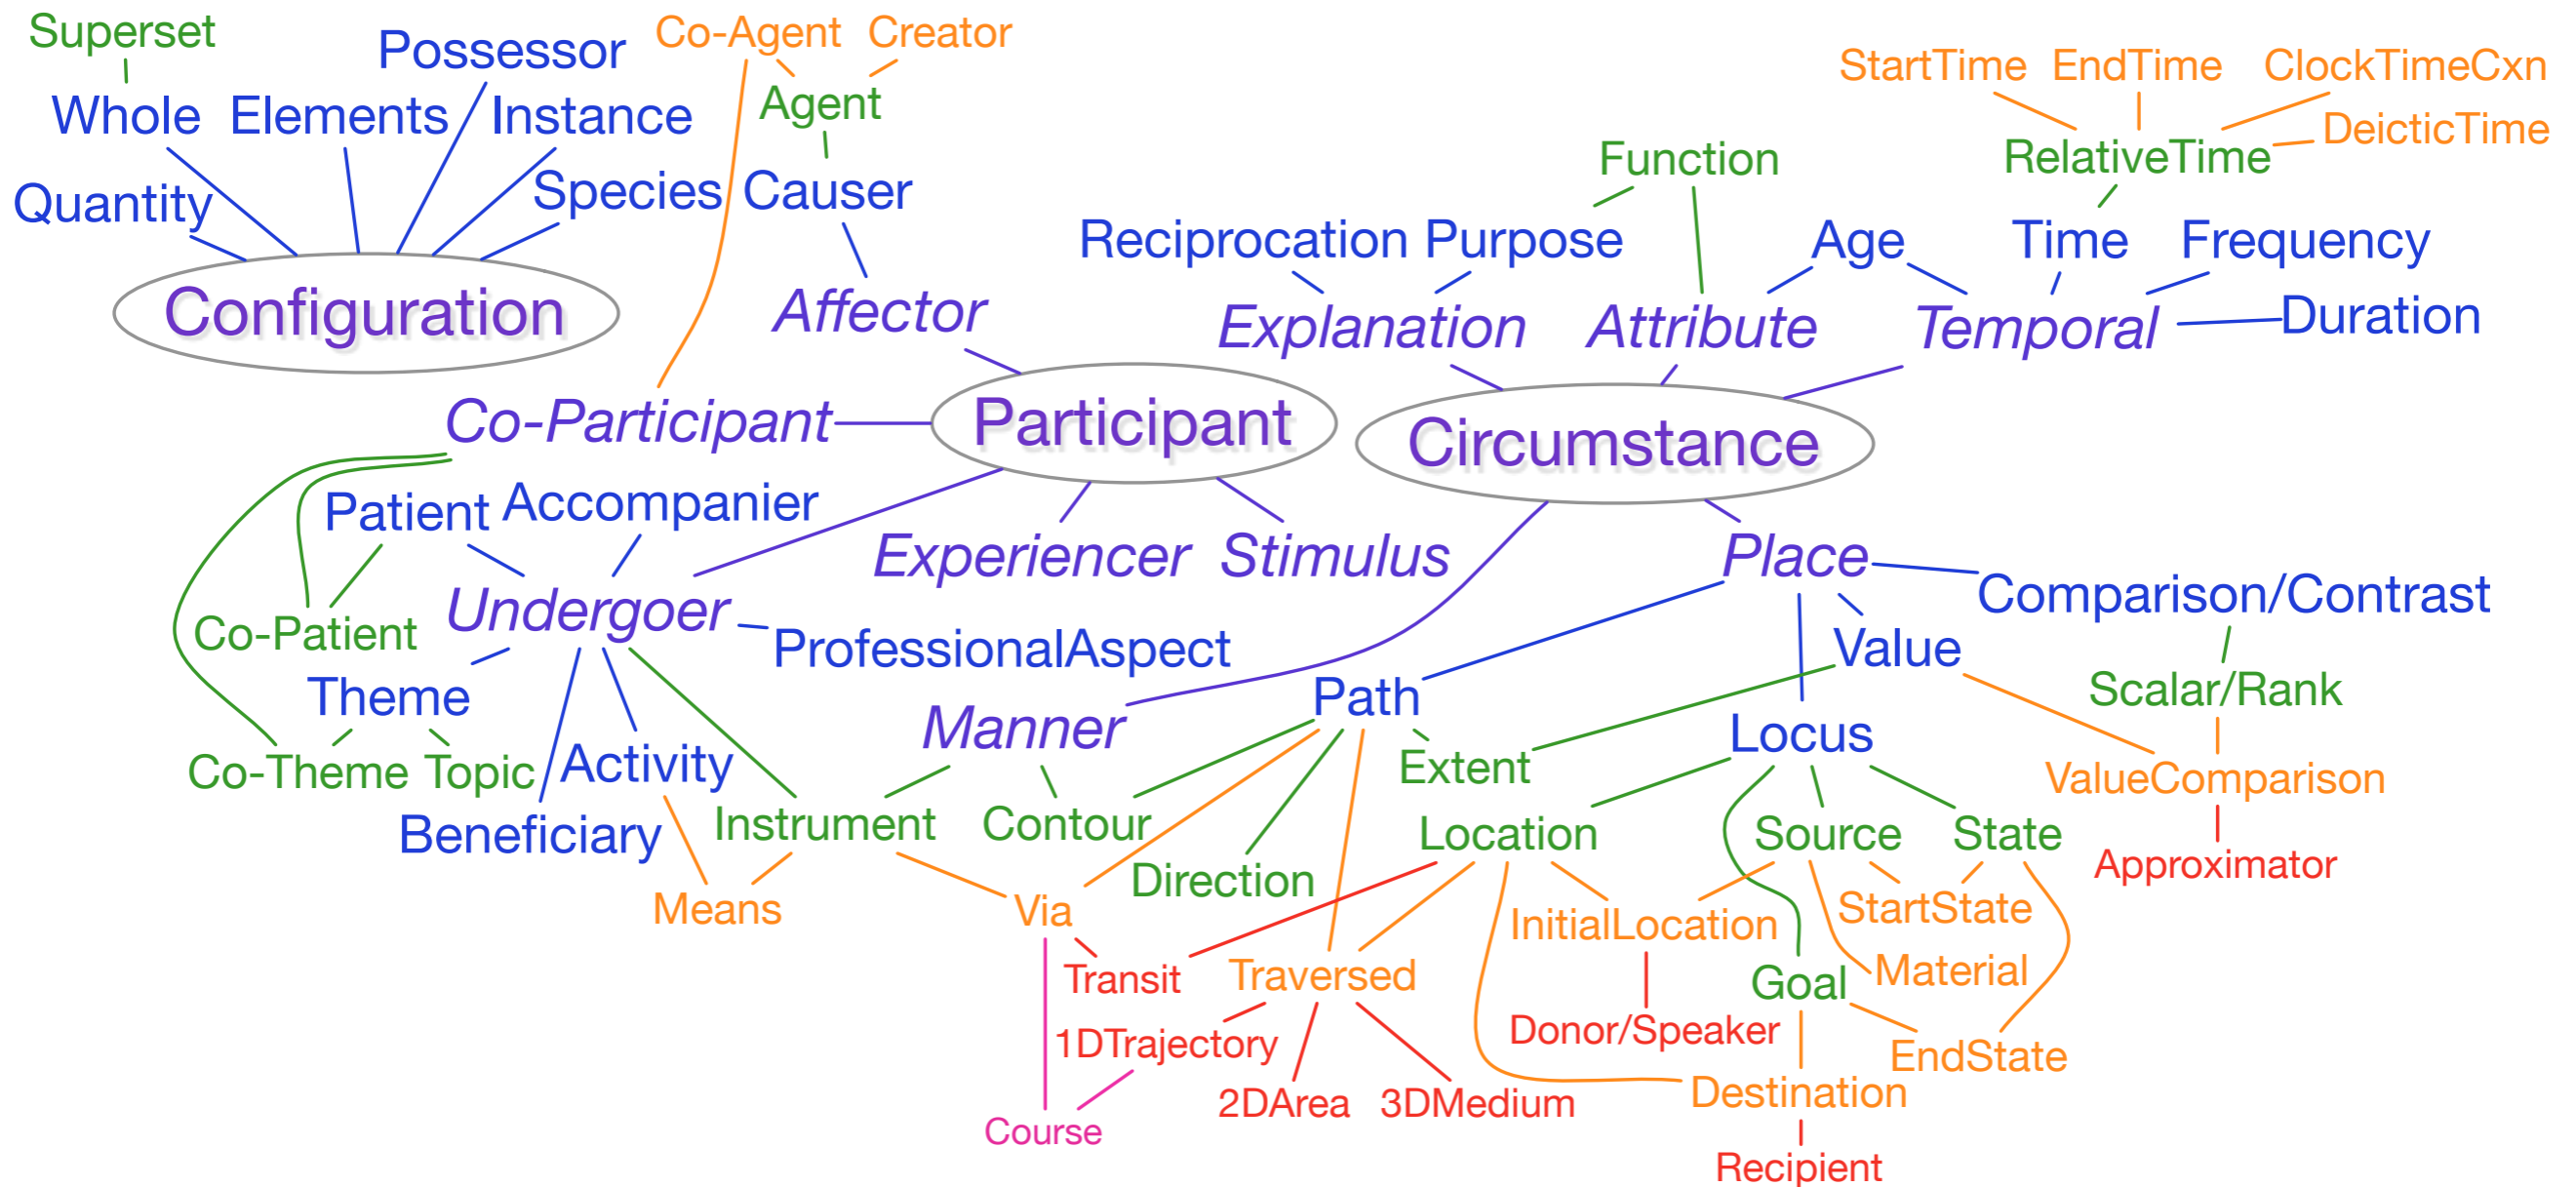 Superset
Possessor
Co-Agent
Creator
StartTime
EndTime
ClockTimeCxn
Whole
Elements
Instance
Agent
DeicticTime
Function
RelativeTime
Quantity
Species
Causer
Reciprocation
Purpose
Age
Time
Frequency
Configuration
Affector
Explanation
Attribute
Temporal
Duration
Co-Participant
Participant
Circumstance
Patient
Accompanier
Experiencer
Stimulus
Place
Comparison/Contrast
Co-Patient
Undergoer
ProfessionalAspect
Value
Theme
Manner
Path
Scalar/Rank
Locus
Co-Theme
Topic
Activity
Extent
ValueComparison
Beneficiary
Instrument
Contour
Location
Source
State
Direction
Approximator
Means
Via
InitialLocation
StartState
Transit
Traversed
Goal
Material
1DTrajectory
Donor/Speaker
EndState
2DArea
3DMedium
Destination
Course
Recipient